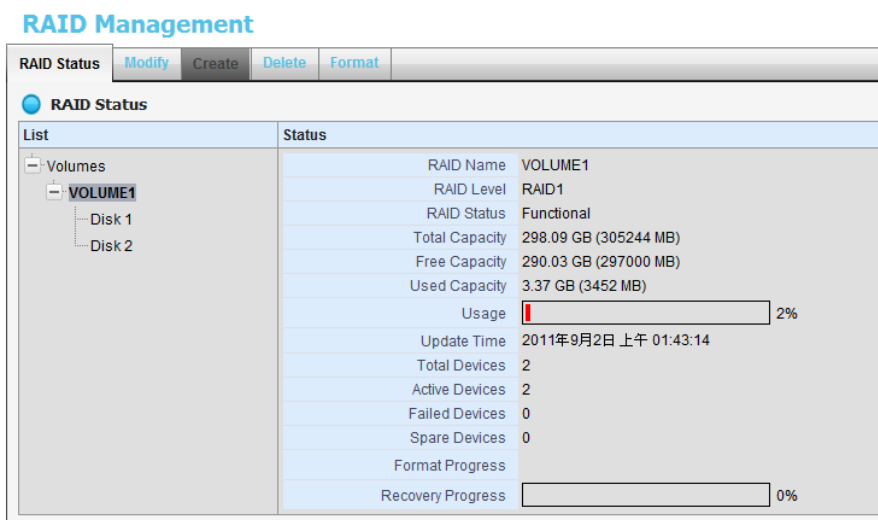 RAID Management
RAID Status Modify Create Delete Format
RAID Status
List Status
Volumes
VOLUME1
Disk 1
Disk 2
RAID Name VOLUME1
RAID Level RAID1
RAID Status Functional
Total Capacity 298.09 GB (305244 MB)
Free Capacity 290.03 GB (297000 MB)
Used Capacity 3.37 GB (3452 MB)
Usage 2%
Update Time 2011年9月2日 上午 01:43:14
Total Devices 2
Active Devices 2
Failed Devices 0
Spare Devices 0
Format Progress
Recovery Progress 0%